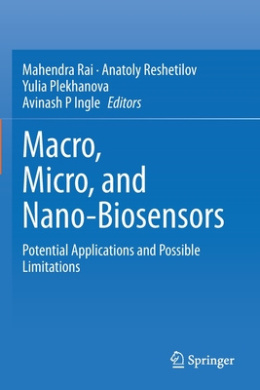 Mahendra Rai · Anatoly Reshetilov
Yulia Plekhanova
Avinash P Ingle Editors
Macro,
Micro, and
Nano-Biosensors
Potential Applications and Possible
Limitations
Springer